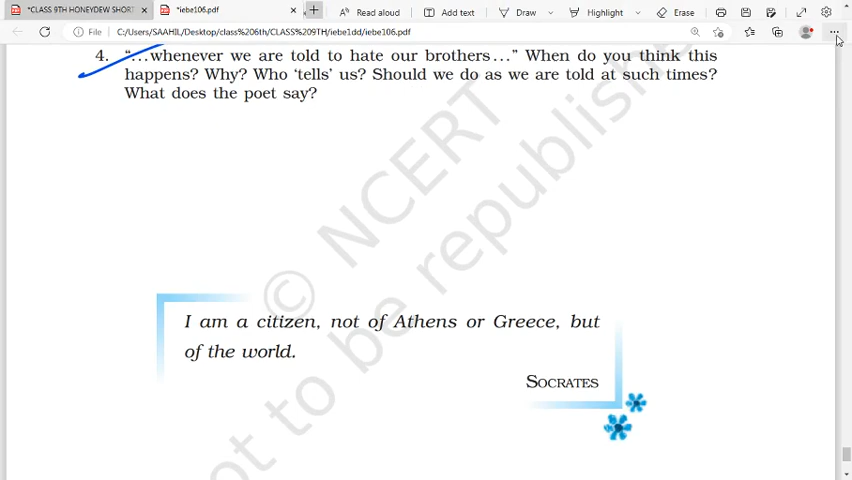 *CLASS 9TH HONEYDEW SHORT
*iebe106.pdf
Read aloud
Add text
Draw
Highlight
Erase
File
C:/Users/SAAHIL/Desktop/class%206th/CLASS%209TH/iebe1dd/iebe106.pdf
4. “…whenever we are told to hate our brothers…” When do you think this
happens? Why? Who ‘tells’ us? Should we do as we are told at such times?
What does the poet say?
© NCERT
not to be republishe
I am a citizen, not of Athens or Greece, but
of the world.
SOCRATES